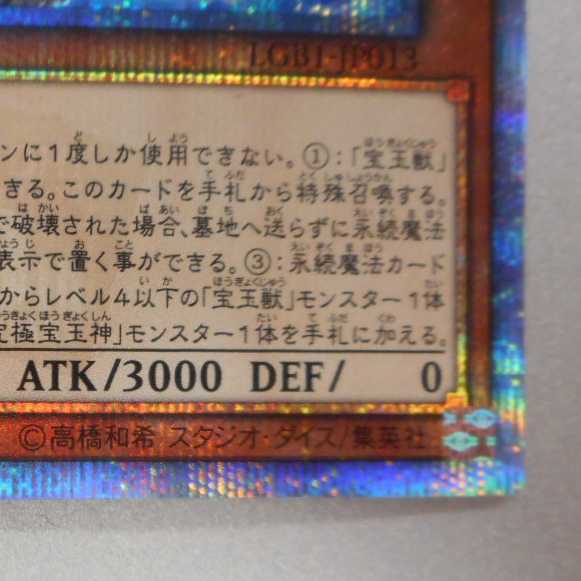 LGB1-JP013
ンに1度しか使用できない。①:「宝玉獣」
きる。このカードを手札から特殊召喚する。
で破壊された場合、墓地へ送らずに永続魔法
表示で置く事ができる。③:永続魔法カード
からレベル4以下の「宝玉獣」モンスター1体
究極宝玉神」モンスター1体を手札に加える。
ATK/3000 DEF/ 0
©高橋和希 スタジオ・ダイス/集英社